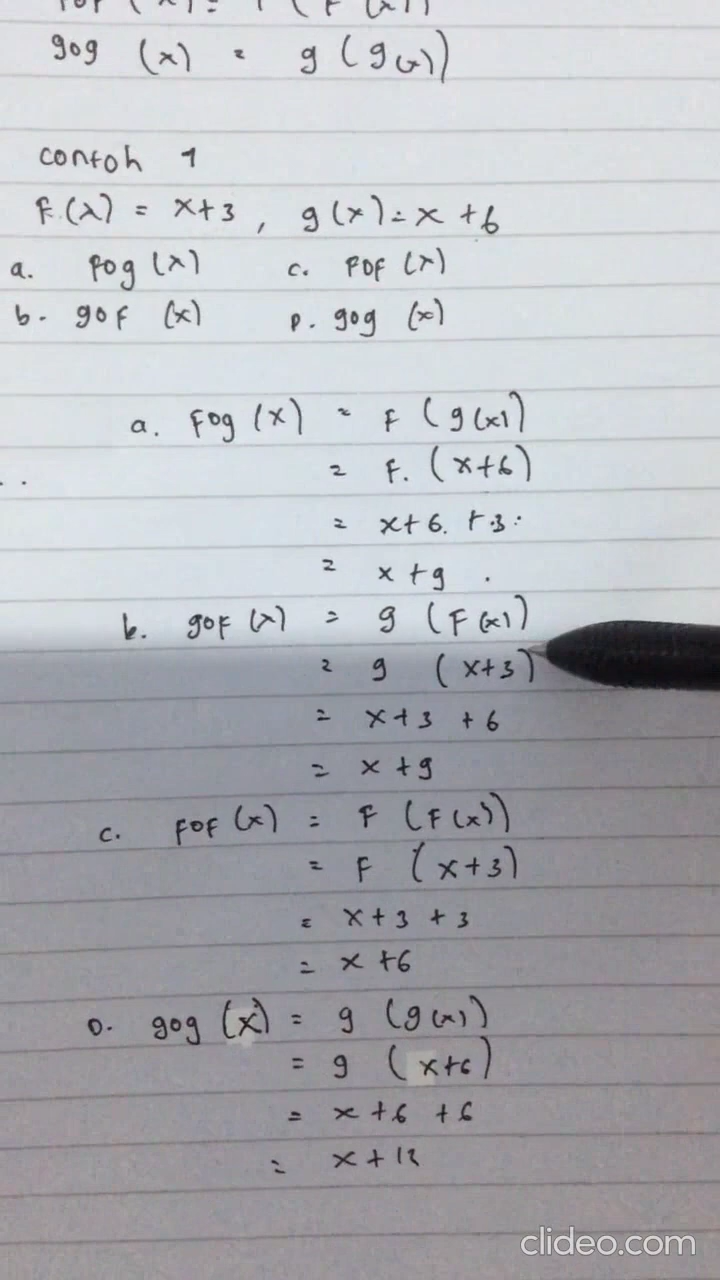 gog (x) = g (g(x))
contoh 1
F(x) = x+3, g(x) = x+6
a. Fog (x) c. FOF (x)
b. goF (x) D. gog (x)
a. Fog (x) = F (g(x))
= F. (x+6)
= x+6. +3.
= x+9.
b. goF (x) = g (F(x))
= g (x+3)
= x+3 +6
= x+9
c. FOF (x) = F (F(x))
= F (x+3)
= x+3 +3
= x+6
D. gog (x) = g (g(x))
= g (x+6)
= x+6 +6
= x+12
clideo.com